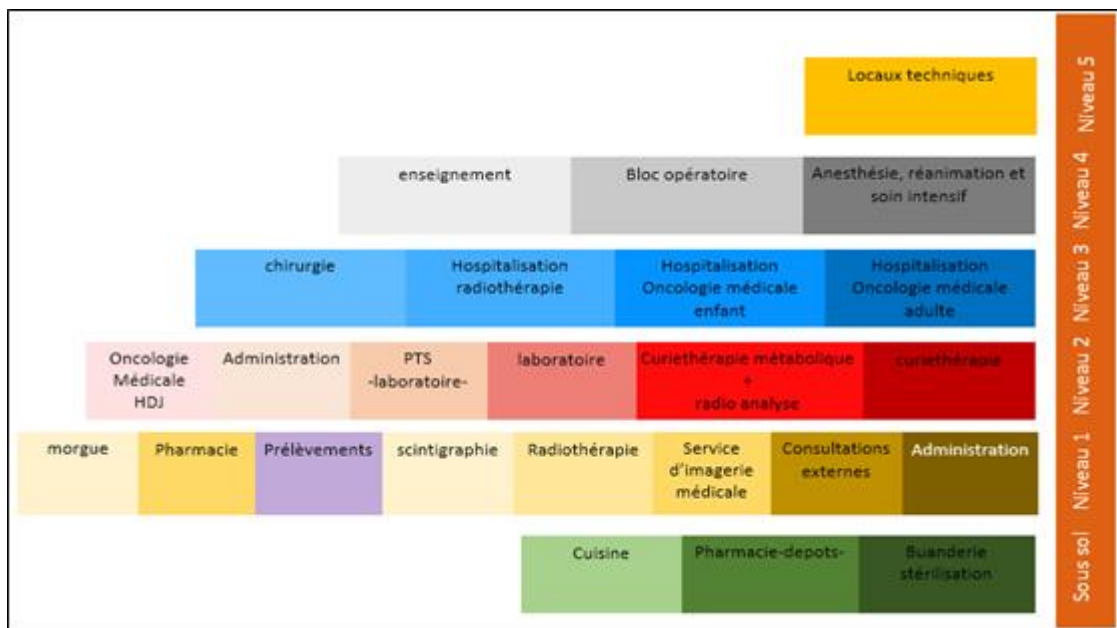 Locaux techniques
Niveau 5
enseignement
Bloc opératoire
Anesthésie, réanimation et
soin intensif
Niveau 4
chirurgie
Hospitalisation
radiothérapie
Hospitalisation
Oncologie médicale
enfant
Hospitalisation
Oncologie médicale
adulte
Niveau 3
Oncologie
Médicale
HDJ
Administration
PTS
-laboratoire-
laboratoire
Curiethérapie métabolique
+
radio analyse
curiethérapie
Niveau 2
morgue
Pharmacie
Prélèvements
scintigraphie
Radiothérapie
Service
d'imagerie
médicale
Consultations
externes
Administration
Niveau 1
Cuisine
Pharmacie-depots-
Buanderie
stérilisation
Sous sol